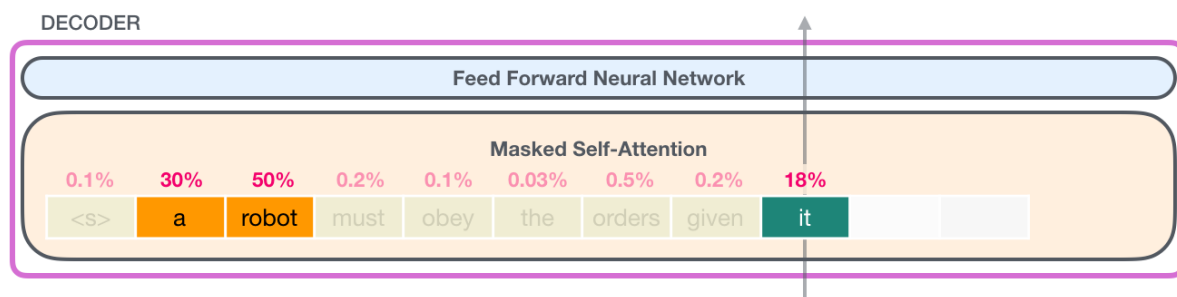 DECODER
Feed Forward Neural Network
Masked Self-Attention
0.1% 30% 50% 0.2% 0.1% 0.03% 0.5% 0.2% 18%
<s> a robot must obey the orders given it